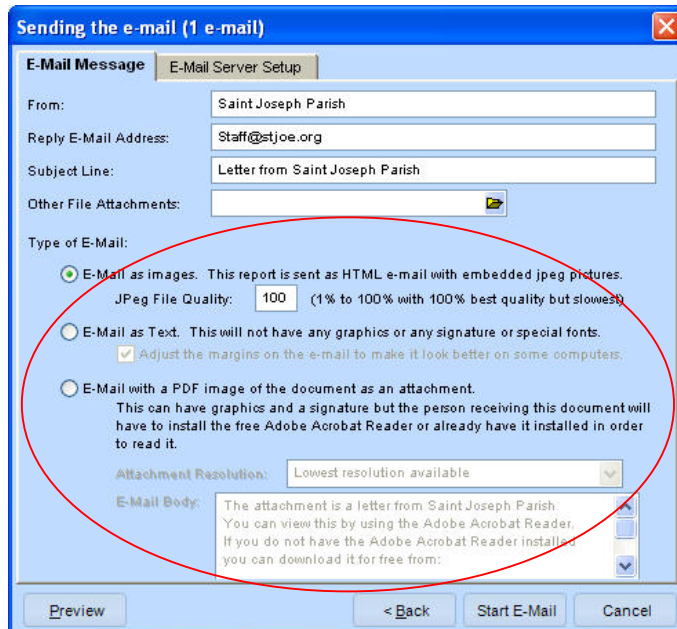 Sending the e-mail (1 e-mail)
E-Mail Message E-Mail Server Setup
From: Saint Joseph Parish
Reply E-Mail Address: Staff@stjoe.org
Subject Line: Letter from Saint Joseph Parish
Other File Attachments:
Type of E-Mail:
E-Mail as images. This report is sent as HTML e-mail with embedded jpeg pictures.
JPeg File Quality: 100 (1% to 100% with 100% best quality but slowest)
E-Mail as Text. This will not have any graphics or any signature or special fonts.
Adjust the margins on the e-mail to make it look better on some computers.
E-Mail with a PDF image of the document as an attachment.
This can have graphics and a signature but the person receiving this document will
have to install the free Adobe Acrobat Reader or already have it installed in order
to read it.
Attachment Resolution: Lowest resolution available
E-Mail Body: The attachment is a letter from Saint Joseph Parish
You can view this by using the Adobe Acrobat Reader.
If you do not have the Adobe Acrobat Reader installed
you can download it for free from:
Preview < Back Start E-Mail Cancel